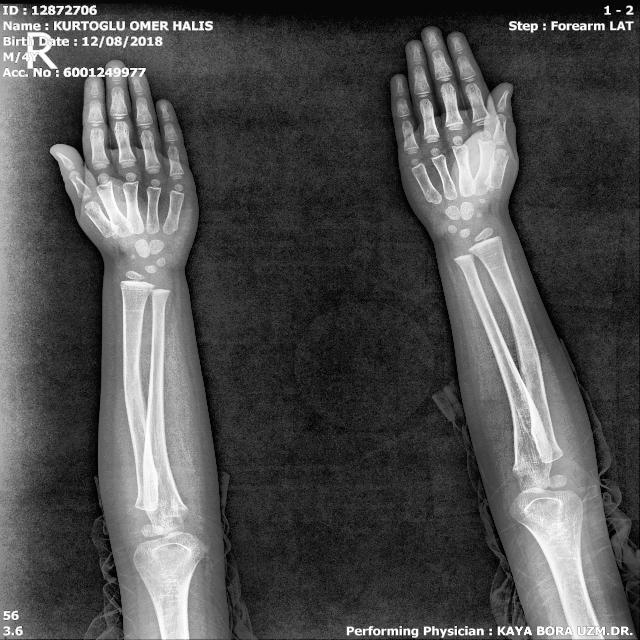 ID : 12872706
Name : KURTOGLU OMER HALIS
Birth Date : 12/08/2018
R
Acc. No : 6001249977
1 - 2
Step : Forearm LAT
56
3.6
Performing Physician : KAYA BORA UZM.DR.